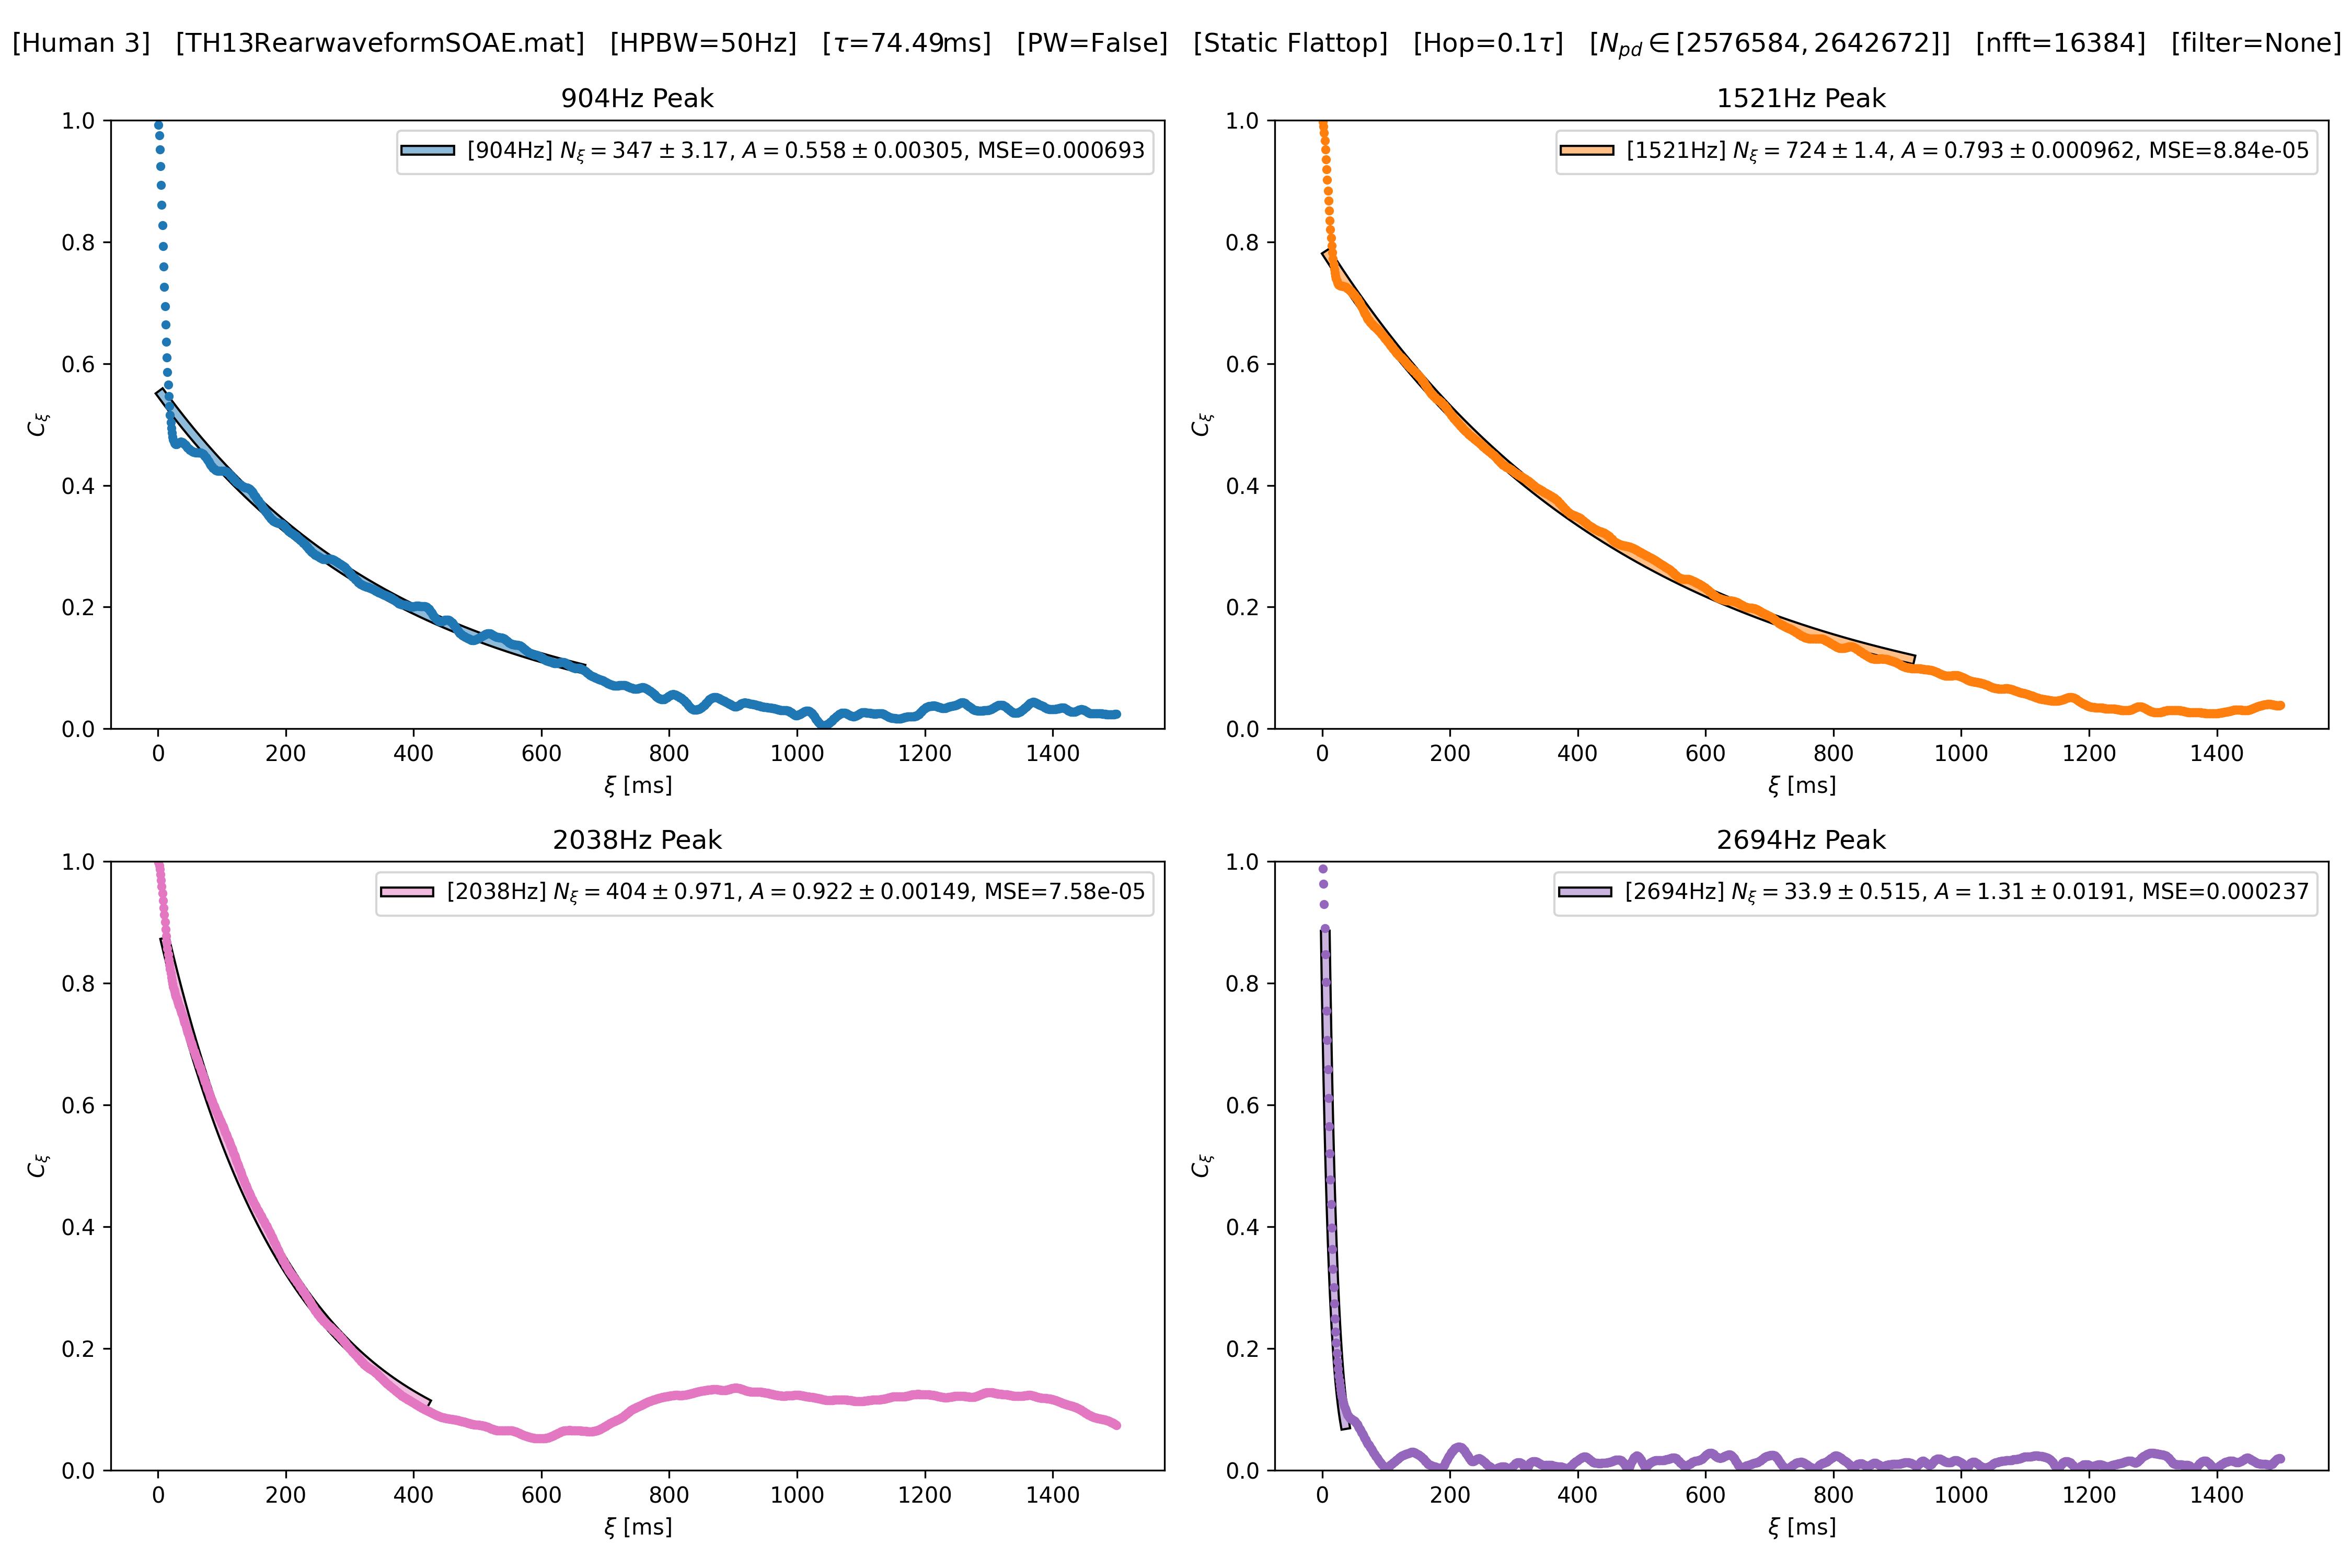 [Human 3] [TH13RearwaveformSOAE.mat] [HPBW=50Hz] [τ=74.49ms] [PW=False] [Static Flattop] [Hop=0.1τ] [N_pd ∈ [2576584, 2642672]] [nfft=16384] [filter=None]
904Hz Peak
[904Hz] N_ξ = 347 ± 3.17, A = 0.558 ± 0.00305, MSE=0.000693
1.0
0.8
0.6
0.4
0.2
0.0
C_ξ
0 200 400 600 800 1000 1200 1400
ξ [ms]
1521Hz Peak
[1521Hz] N_ξ = 724 ± 1.4, A = 0.793 ± 0.000962, MSE=8.84e-05
1.0
0.8
0.6
0.4
0.2
0.0
C_ξ
0 200 400 600 800 1000 1200 1400
ξ [ms]
2038Hz Peak
[2038Hz] N_ξ = 404 ± 0.971, A = 0.922 ± 0.00149, MSE=7.58e-05
1.0
0.8
0.6
0.4
0.2
0.0
C_ξ
0 200 400 600 800 1000 1200 1400
ξ [ms]
2694Hz Peak
[2694Hz] N_ξ = 33.9 ± 0.515, A = 1.31 ± 0.0191, MSE=0.000237
1.0
0.8
0.6
0.4
0.2
0.0
C_ξ
0 200 400 600 800 1000 1200 1400
ξ [ms]